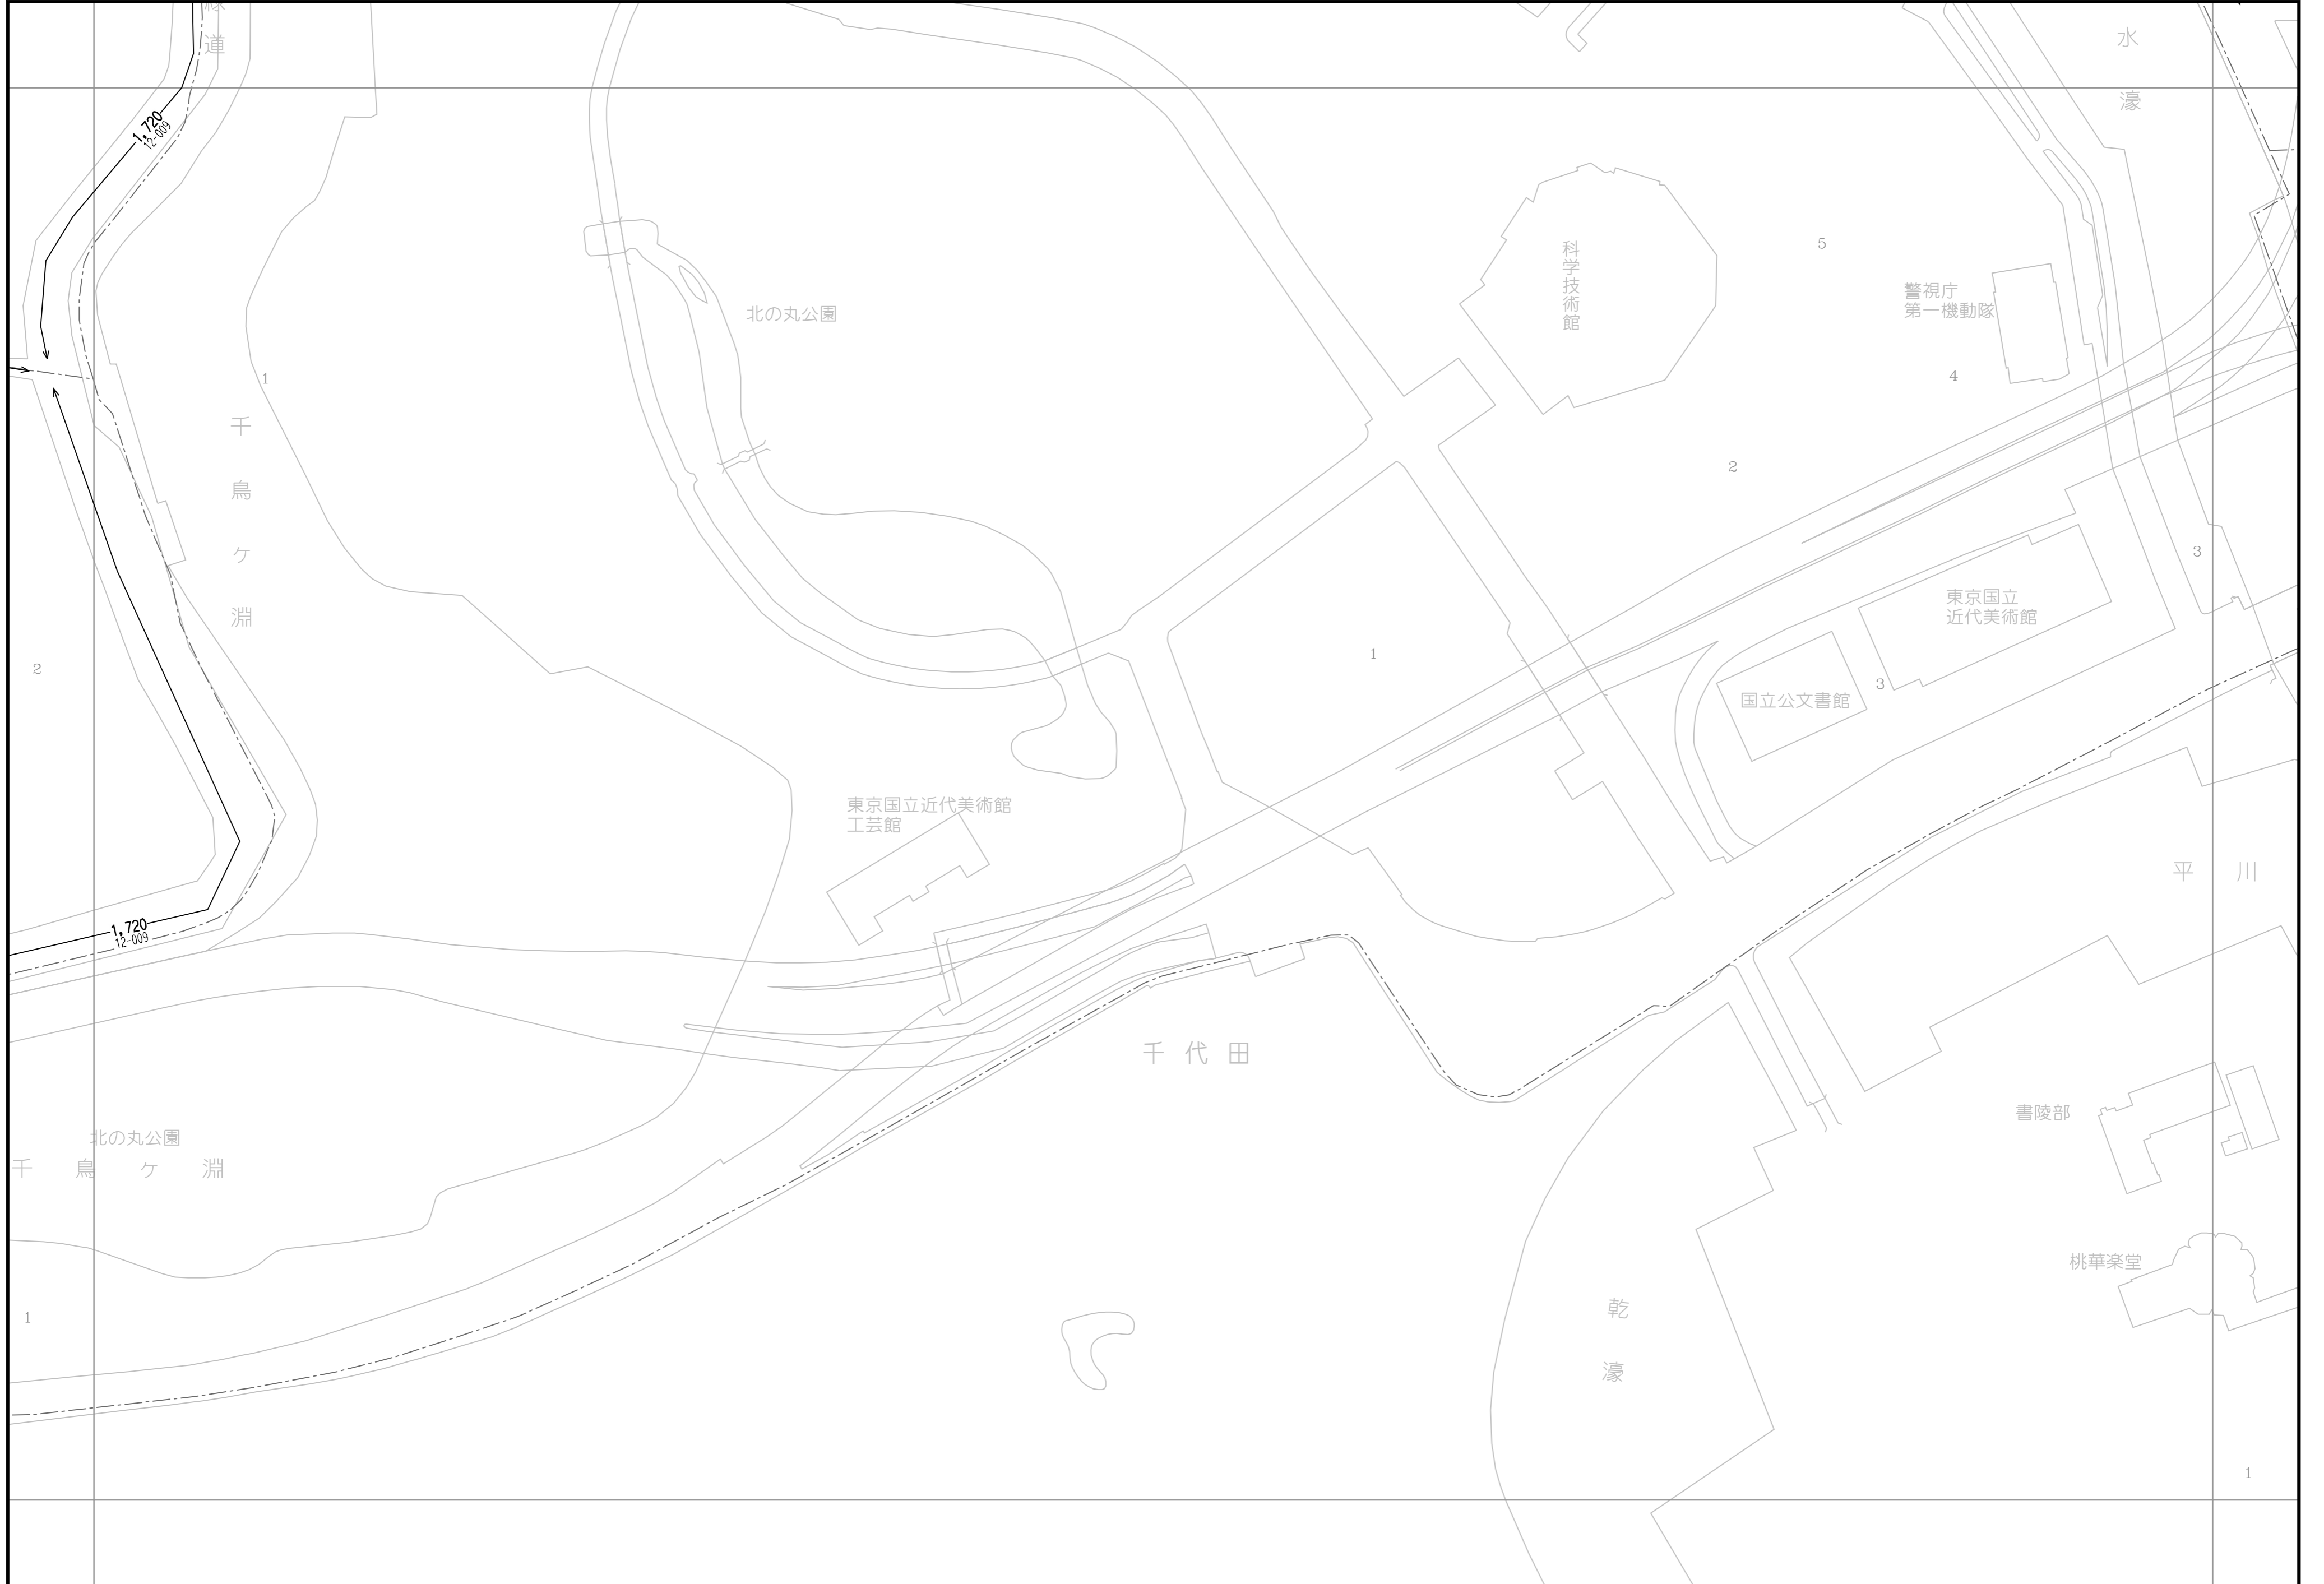 緑道
水濠
1,720
12-009
科学技術館
5
警視庁
第一機動隊
北の丸公園
4
1
千鳥ヶ淵
2
3
東京国立
近代美術館
2
1
3
国立公文書館
東京国立近代美術館
工芸館
平川
1,720
12-009
千代田
書陵部
北の丸公園
千鳥ヶ淵
桃華楽堂
1
乾濠
1